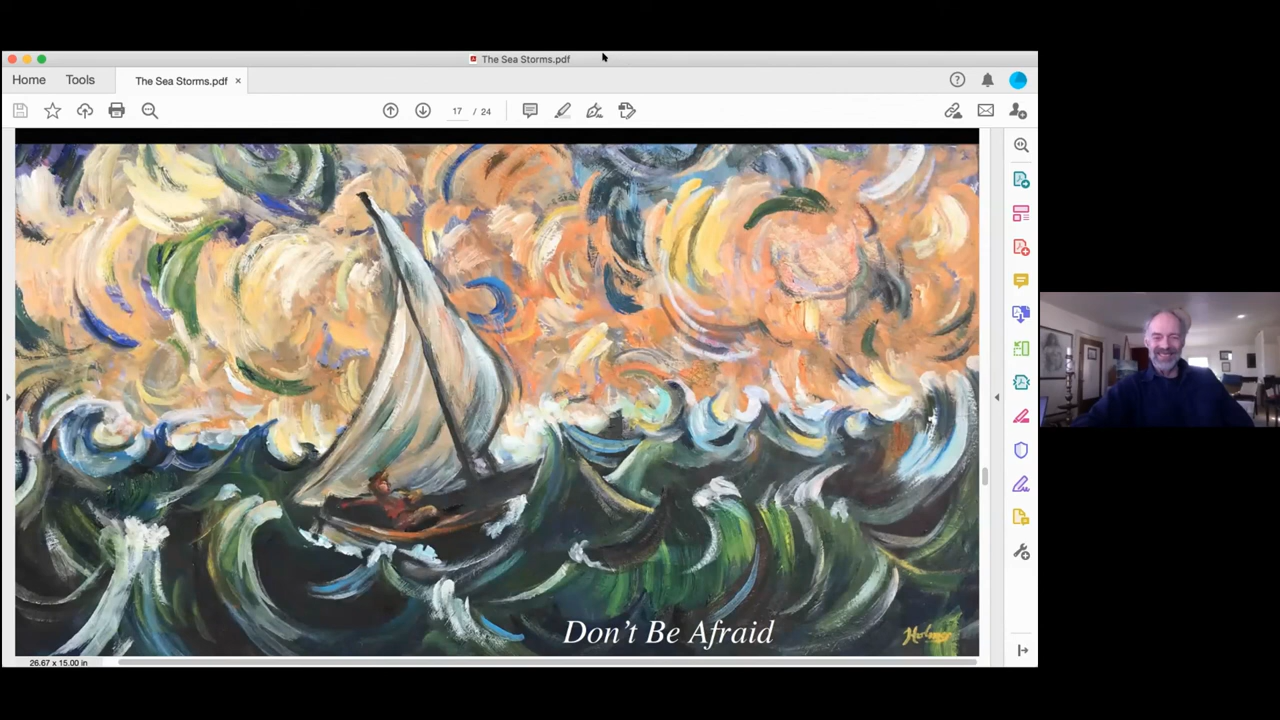 The Sea Storms.pdf
Home
Tools
The Sea Storms.pdf
17 / 24
Don't Be Afraid
26.67 x 15.00 in